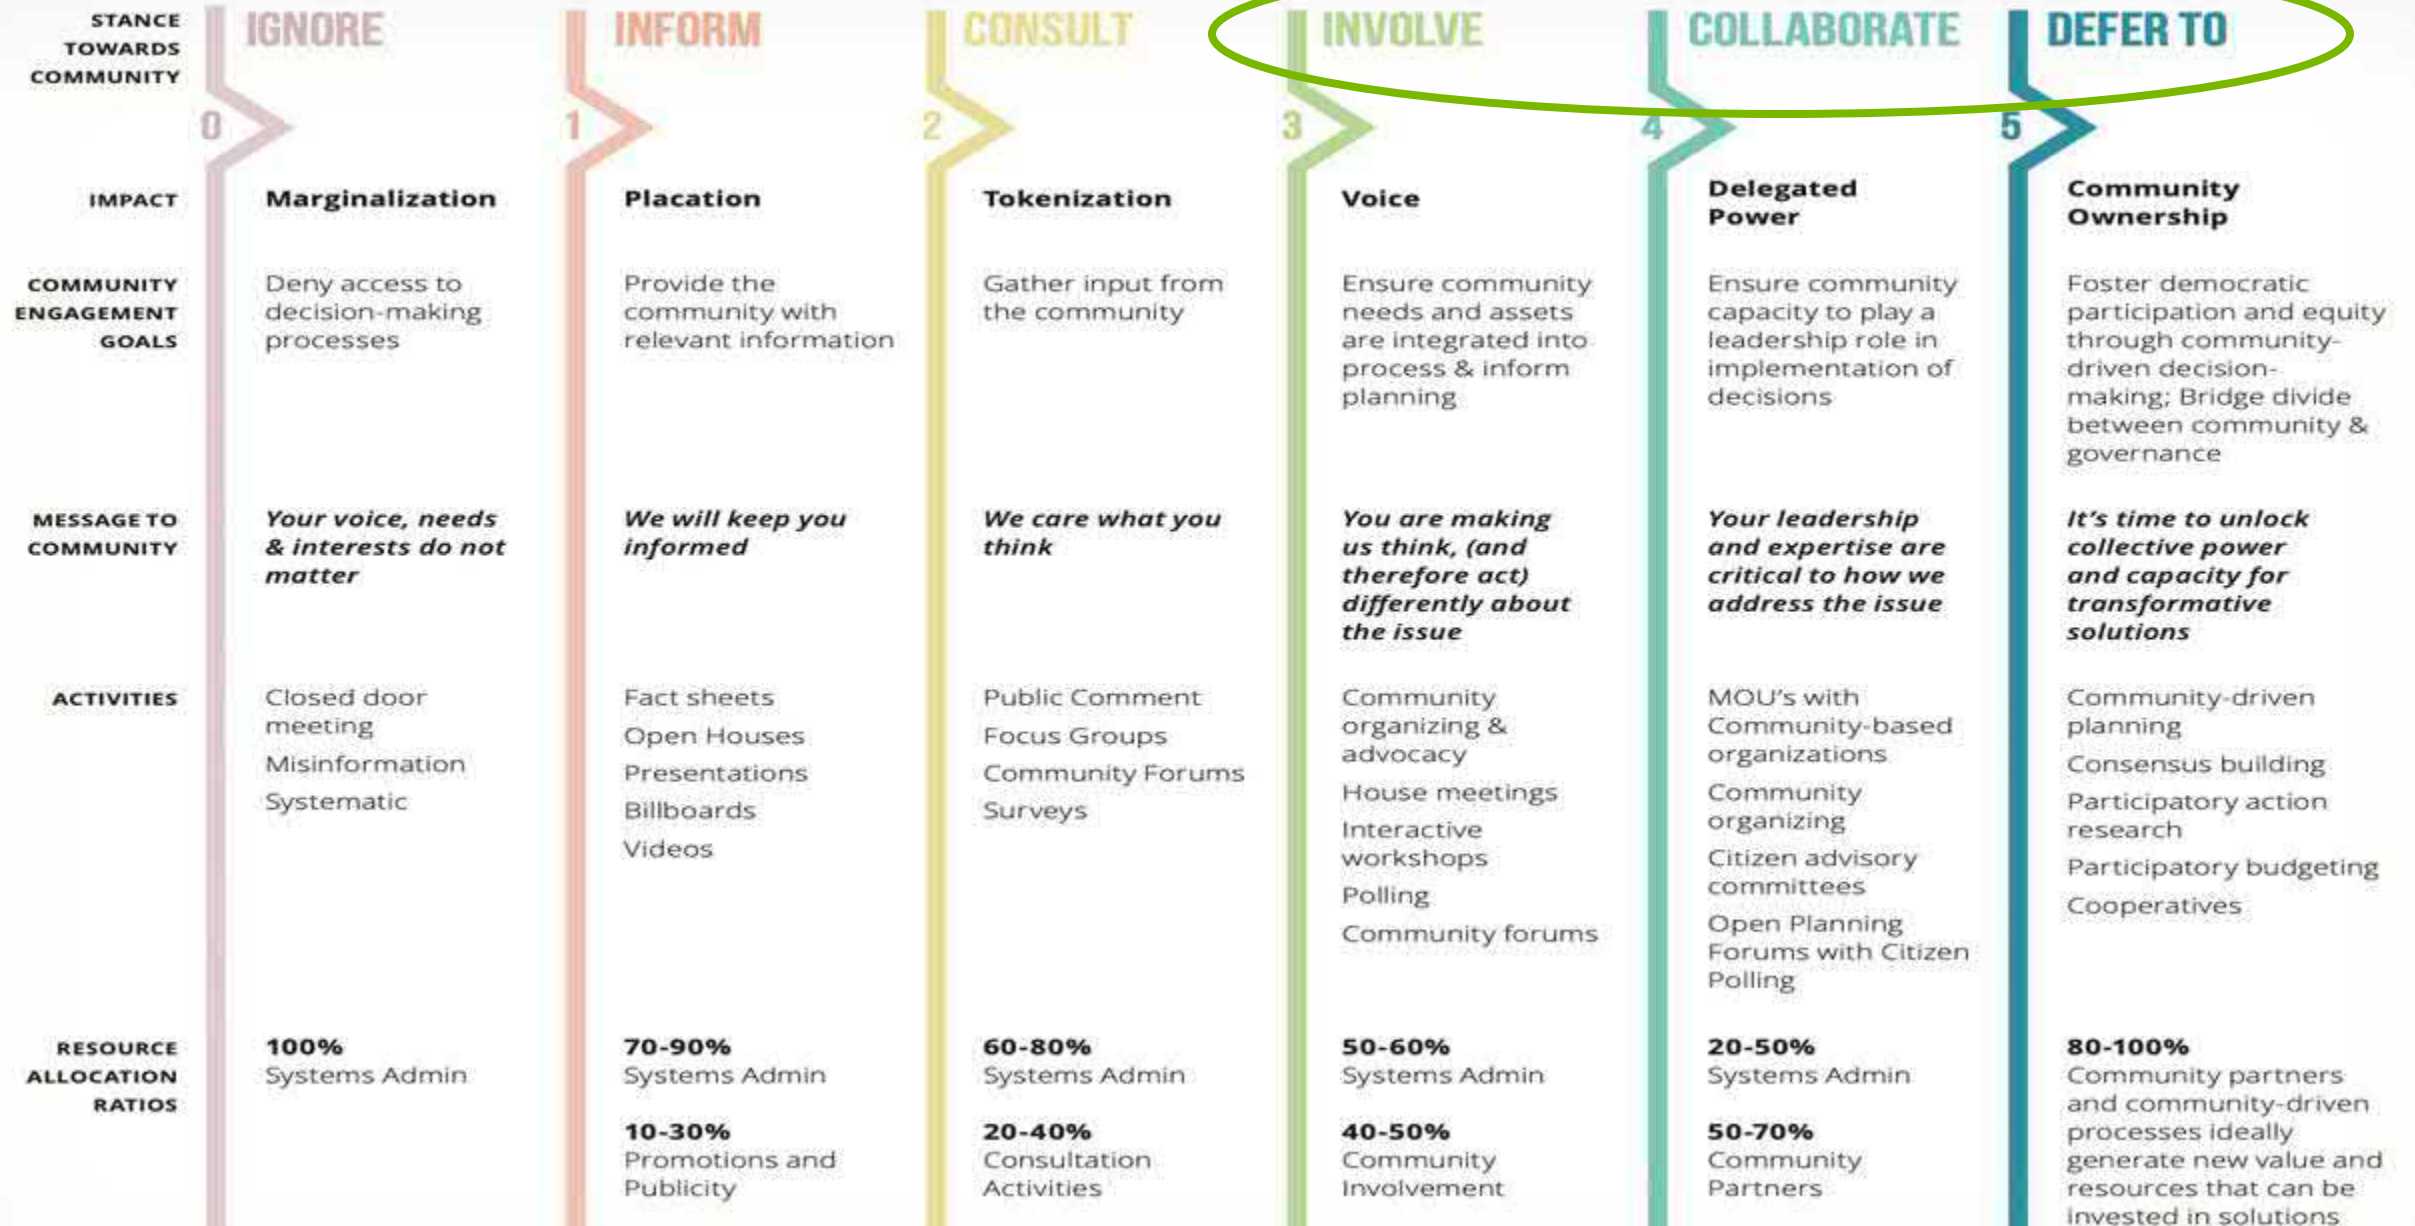 STANCE
TOWARDS
COMMUNITY
IGNORE
INFORM
CONSULT
INVOLVE
COLLABORATE
DEFER TO
0
1
2
3
4
5
IMPACT
Marginalization
Placation
Tokenization
Voice
Delegated
Power
Community
Ownership
COMMUNITY
ENGAGEMENT
GOALS
Deny access to
decision-making
processes
Provide the
community with
relevant information
Gather input from
the community
Ensure community
needs and assets
are integrated into
process & inform
planning
Ensure community
capacity to play a
leadership role in
implementation of
decisions
Foster democratic
participation and equity
through community-
driven decision-
making; Bridge divide
between community &
governance
MESSAGE TO
COMMUNITY
Your voice, needs
& interests do not
matter
We will keep you
informed
We care what you
think
You are making
us think, (and
therefore act)
differently about
the issue
Your leadership
and expertise are
critical to how we
address the issue
It's time to unlock
collective power
and capacity for
transformative
solutions
ACTIVITIES
Closed door
meeting
Misinformation
Systematic
Fact sheets
Open Houses
Presentations
Billboards
Videos
Public Comment
Focus Groups
Community Forums
Surveys
Community
organizing &
advocacy
House meetings
Interactive
workshops
Polling
Community forums
MOU's with
Community-based
organizations
Community
organizing
Citizen advisory
committees
Open Planning
Forums with Citizen
Polling
Community-driven
planning
Consensus building
Participatory action
research
Participatory budgeting
Cooperatives
RESOURCE
ALLOCATION
RATIOS
100%
Systems Admin
70-90%
Systems Admin
10-30%
Promotions and
Publicity
60-80%
Systems Admin
20-40%
Consultation
Activities
50-60%
Systems Admin
40-50%
Community
Involvement
20-50%
Systems Admin
50-70%
Community
Partners
80-100%
Community partners
and community-driven
processes ideally
generate new value and
resources that can be
invested in solutions